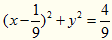 (x − 1/9)² + y² = 4/9